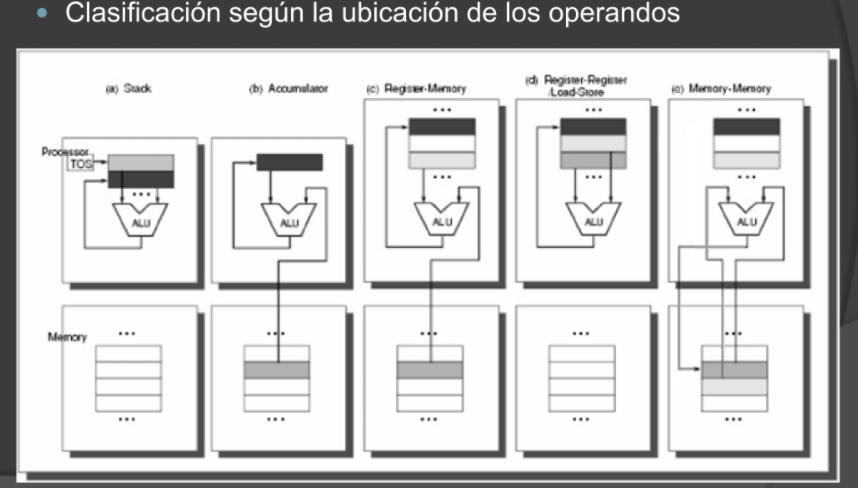 • Clasificación según la ubicación de los operandos
(a) Stack
(b) Accumulator
(c) Register-Memory
(d) Register-Register
/Load-Store
(e) Memory-Memory
Processor
TOS
...
ALU
ALU
...
...
ALU
...
...
ALU
...
...
ALU
Memory
...
...
...
...
...
...
...
...
...
...